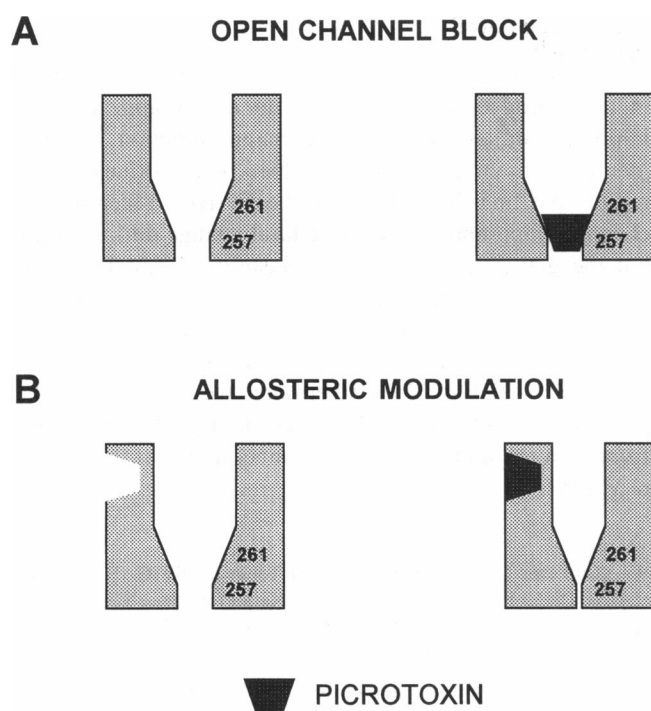 A OPEN CHANNEL BLOCK
261 261
257 257
B ALLOSTERIC MODULATION
261 261
257 257
PICROTOXIN